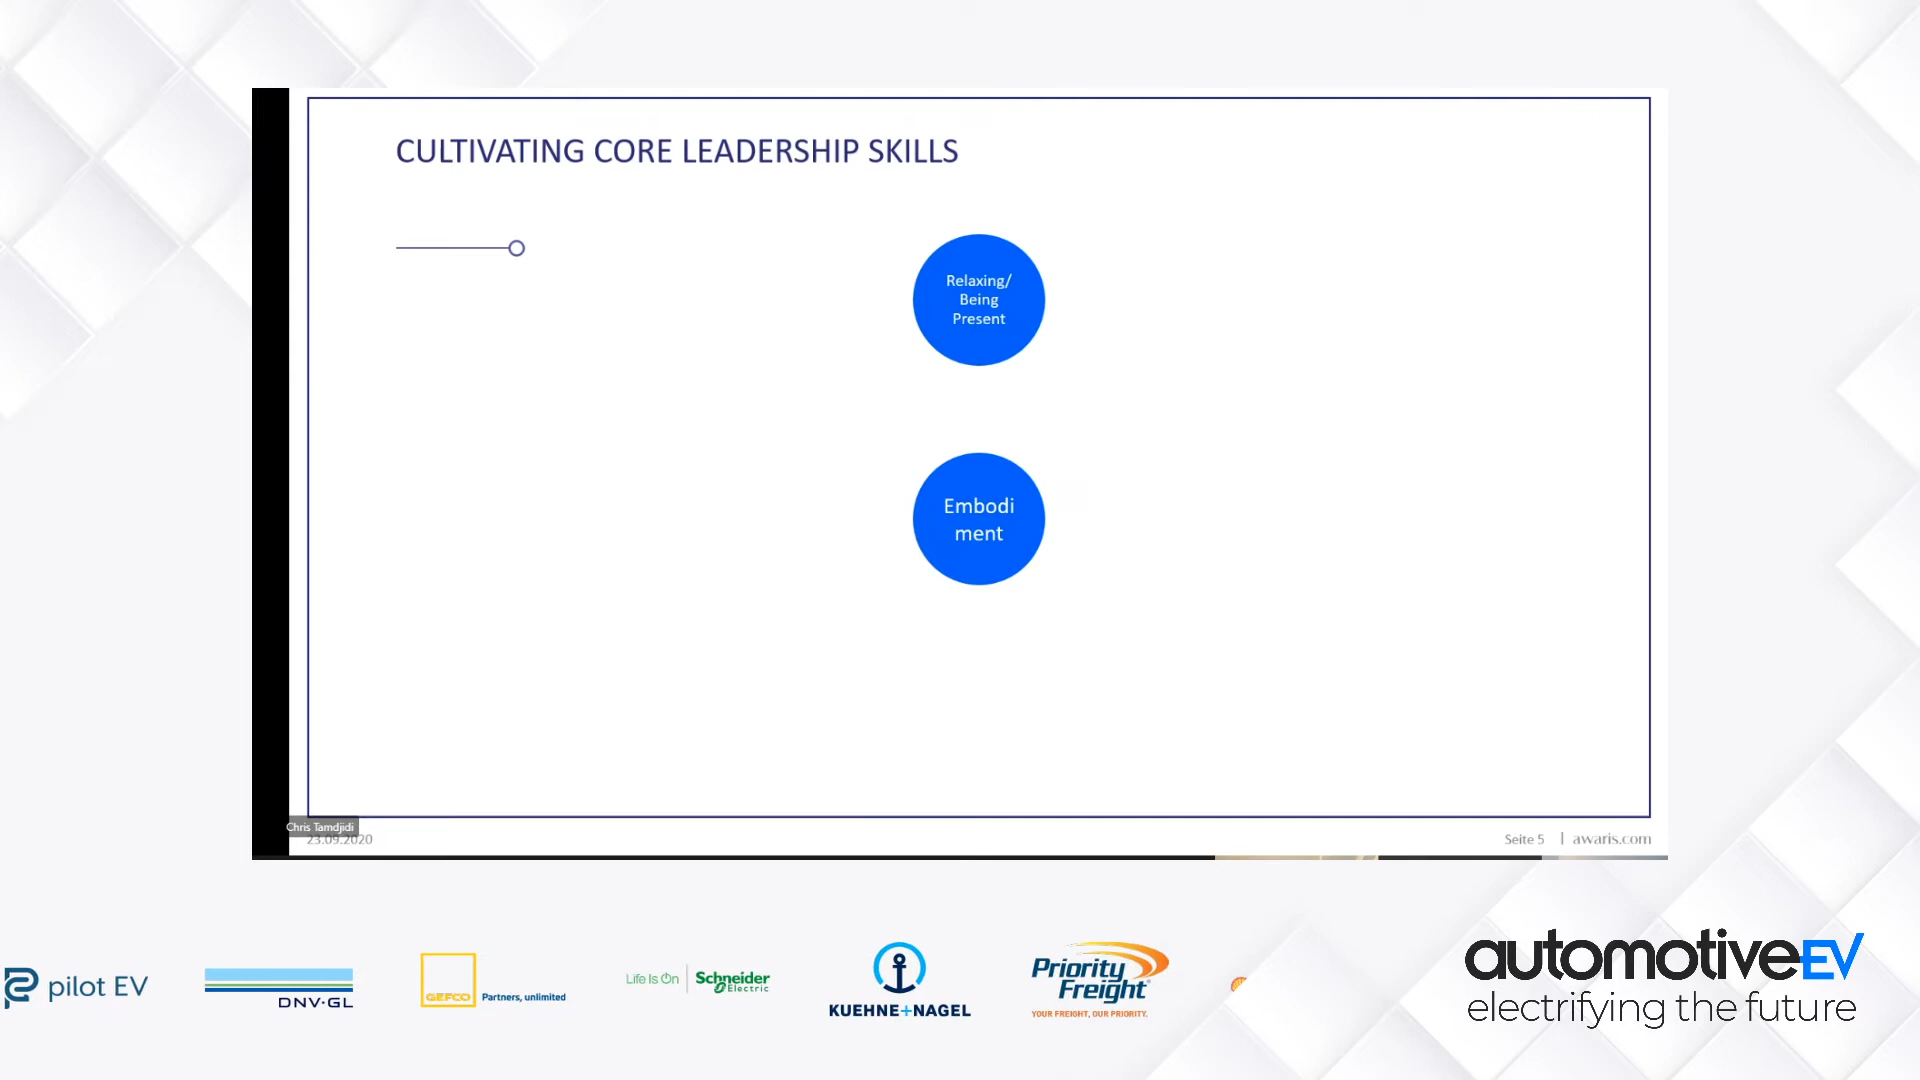 CULTIVATING CORE LEADERSHIP SKILLS
Relaxing/
Being
Present
Embodi
ment
Chris Tamdjidi
23.09.2020
Seite 5 | awaris.com
pilot EV
DNV·GL
GEFCO Partners, unlimited
Life Is On | Schneider
Electric
KUEHNE+NAGEL
Priority
Freight
YOUR FREIGHT, OUR PRIORITY.
automotiveEV
electrifying the future